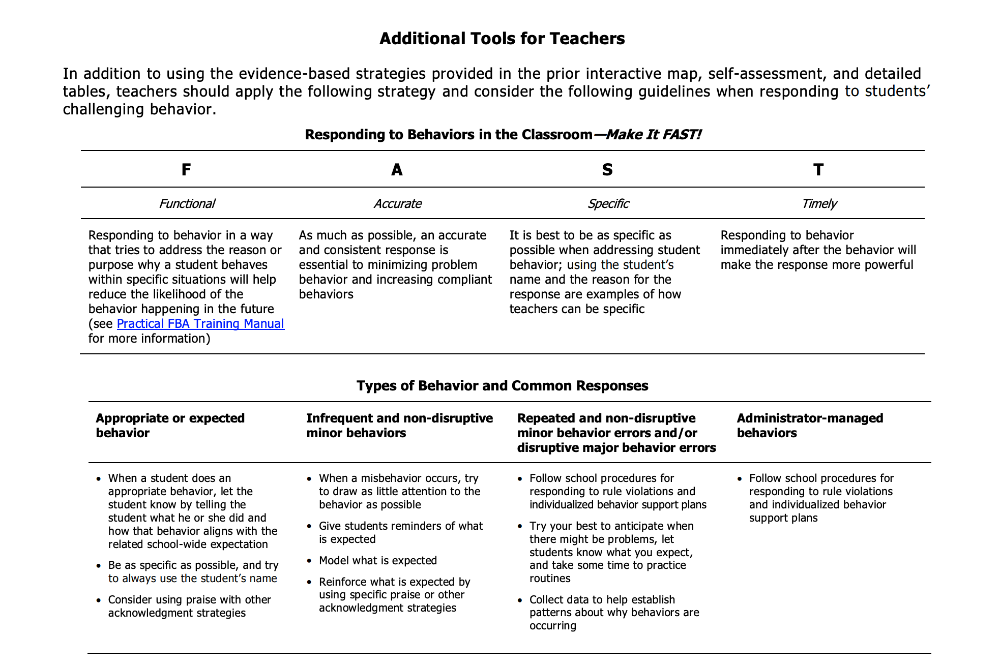 Additional Tools for Teachers
In addition to using the evidence-based strategies provided in the prior interactive map, self-assessment, and detailed
tables, teachers should apply the following strategy and consider the following guidelines when responding to students’
challenging behavior.
Responding to Behaviors in the Classroom—Make It FAST!
F
A
S
T
Functional
Accurate
Specific
Timely
Responding to behavior in a way
that tries to address the reason or
purpose why a student behaves
within specific situations will help
reduce the likelihood of the
behavior happening in the future
(see Practical FBA Training Manual
for more information)
As much as possible, an accurate
and consistent response is
essential to minimizing problem
behavior and increasing compliant
behaviors
It is best to be as specific as
possible when addressing student
behavior; using the student’s
name and the reason for the
response are examples of how
teachers can be specific
Responding to behavior
immediately after the behavior will
make the response more powerful
Types of Behavior and Common Responses
Appropriate or expected
behavior
Infrequent and non-disruptive
minor behaviors
Repeated and non-disruptive
minor behavior errors and/or
disruptive major behavior errors
Administrator-managed
behaviors
• When a student does an
appropriate behavior, let the
student know by telling the
student what he or she did and
how that behavior aligns with the
related school-wide expectation
• Be as specific as possible, and try
to always use the student’s name
• Consider using praise with other
acknowledgment strategies
• When a misbehavior occurs, try
to draw as little attention to the
behavior as possible
• Give students reminders of what
is expected
• Model what is expected
• Reinforce what is expected by
using specific praise or other
acknowledgment strategies
• Follow school procedures for
responding to rule violations and
individualized behavior support plans
• Try your best to anticipate when
there might be problems, let
students know what you expect,
and take some time to practice
routines
• Collect data to help establish
patterns about why behaviors are
occurring
• Follow school procedures for
responding to rule violations
and individualized behavior
support plans